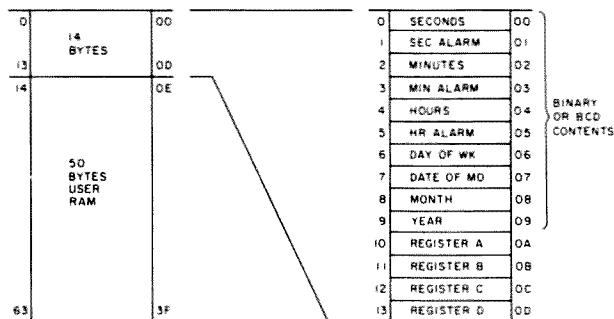 0 14 BYTES 00
13 0D
14 0E
50 BYTES USER RAM
63 3F
0 SECONDS 00
1 SEC ALARM 01
2 MINUTES 02
3 MIN ALARM 03
4 HOURS 04
5 HR ALARM 05
6 DAY OF WK 06
7 DATE OF MO 07
8 MONTH 08
9 YEAR 09
10 REGISTER A 0A
11 REGISTER B 0B
12 REGISTER C 0C
13 REGISTER D 0D
BINARY
OR BCD
CONTENTS